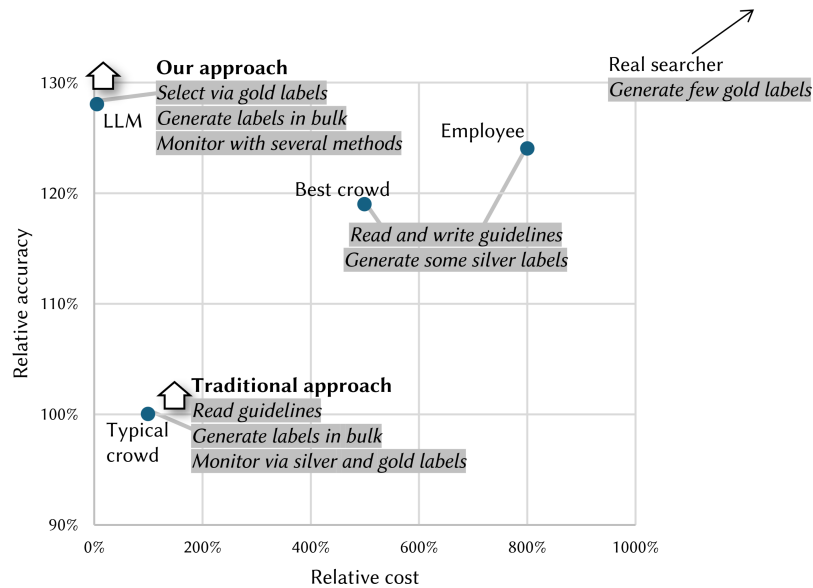 Real searcher
Generate few gold labels
130%
Our approach
Select via gold labels
LLM
Generate labels in bulk
Monitor with several methods
Employee
120%
Best crowd
Read and write guidelines
Generate some silver labels
110%
Relative accuracy
Traditional approach
100%
Read guidelines
Typical
crowd
Generate labels in bulk
Monitor via silver and gold labels
90%
0%
200%
400%
600%
800%
1000%
Relative cost